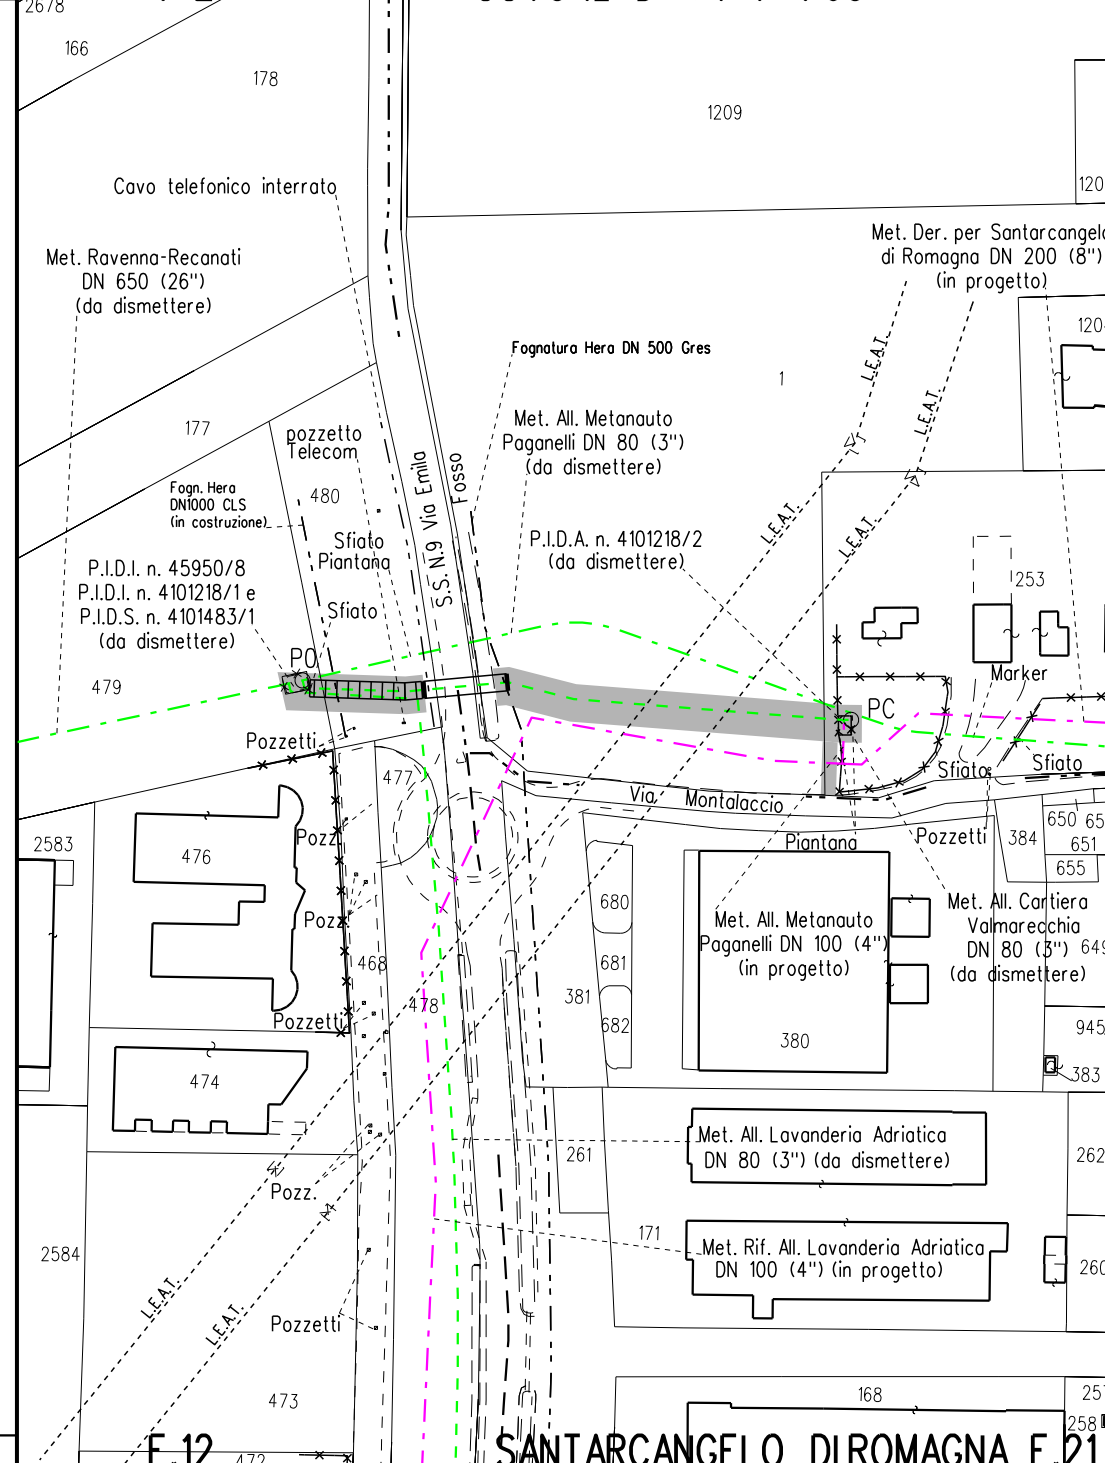 2678
166
178
1209
120
Cavo telefonico interrato
Met. Ravenna-Recanati
DN 650 (26")
(da dismettere)
Met. Der. per Santarcangelo
di Romagna DN 200 (8")
(in progetto)
120
Fognatura Hera DN 500 Gres
1
L.E.A.T.
L.E.A.T.
177
pozzetto
Telecom
Met. All. Metanauto
Paganelli DN 80 (3")
(da dismettere)
S.S. N.9 Via Emila
Fosso
Fogn. Hera
DN1000 CLS
(in costruzione)
480
L.E.A.T.
L.E.A.T.
Sfiato
Piantana
P.I.D.A. n. 4101218/2
(da dismettere)
P.I.D.I. n. 45950/8
P.I.D.I. n. 4101218/1 e
P.I.D.S. n. 4101483/1
(da dismettere)
Sfiato
253
P0
479
Marker
PC
Pozzetti
477
Sfiato
Sfiato
Via Montalaccio
Pozz.
Piantana
Pozzetti
384
650
65
651
655
2583
476
680
Pozz.
Met. All. Metanauto
Paganelli DN 100 (4")
(in progetto)
Met. All. Cartiera
Valmarecchia
DN 80 (3")
(da dismettere)
649
468
681
478
381
682
Pozzetti
380
945
474
383
261
Met. All. Lavanderia Adriatica
DN 80 (3") (da dismettere)
262
Pozz.
171
2584
Met. Rif. All. Lavanderia Adriatica
DN 100 (4") (in progetto)
260
L.E.A.T.
L.E.A.T.
Pozzetti
473
168
257
258
F.12
SANTARCANGELO DI ROMAGNA F.21
472